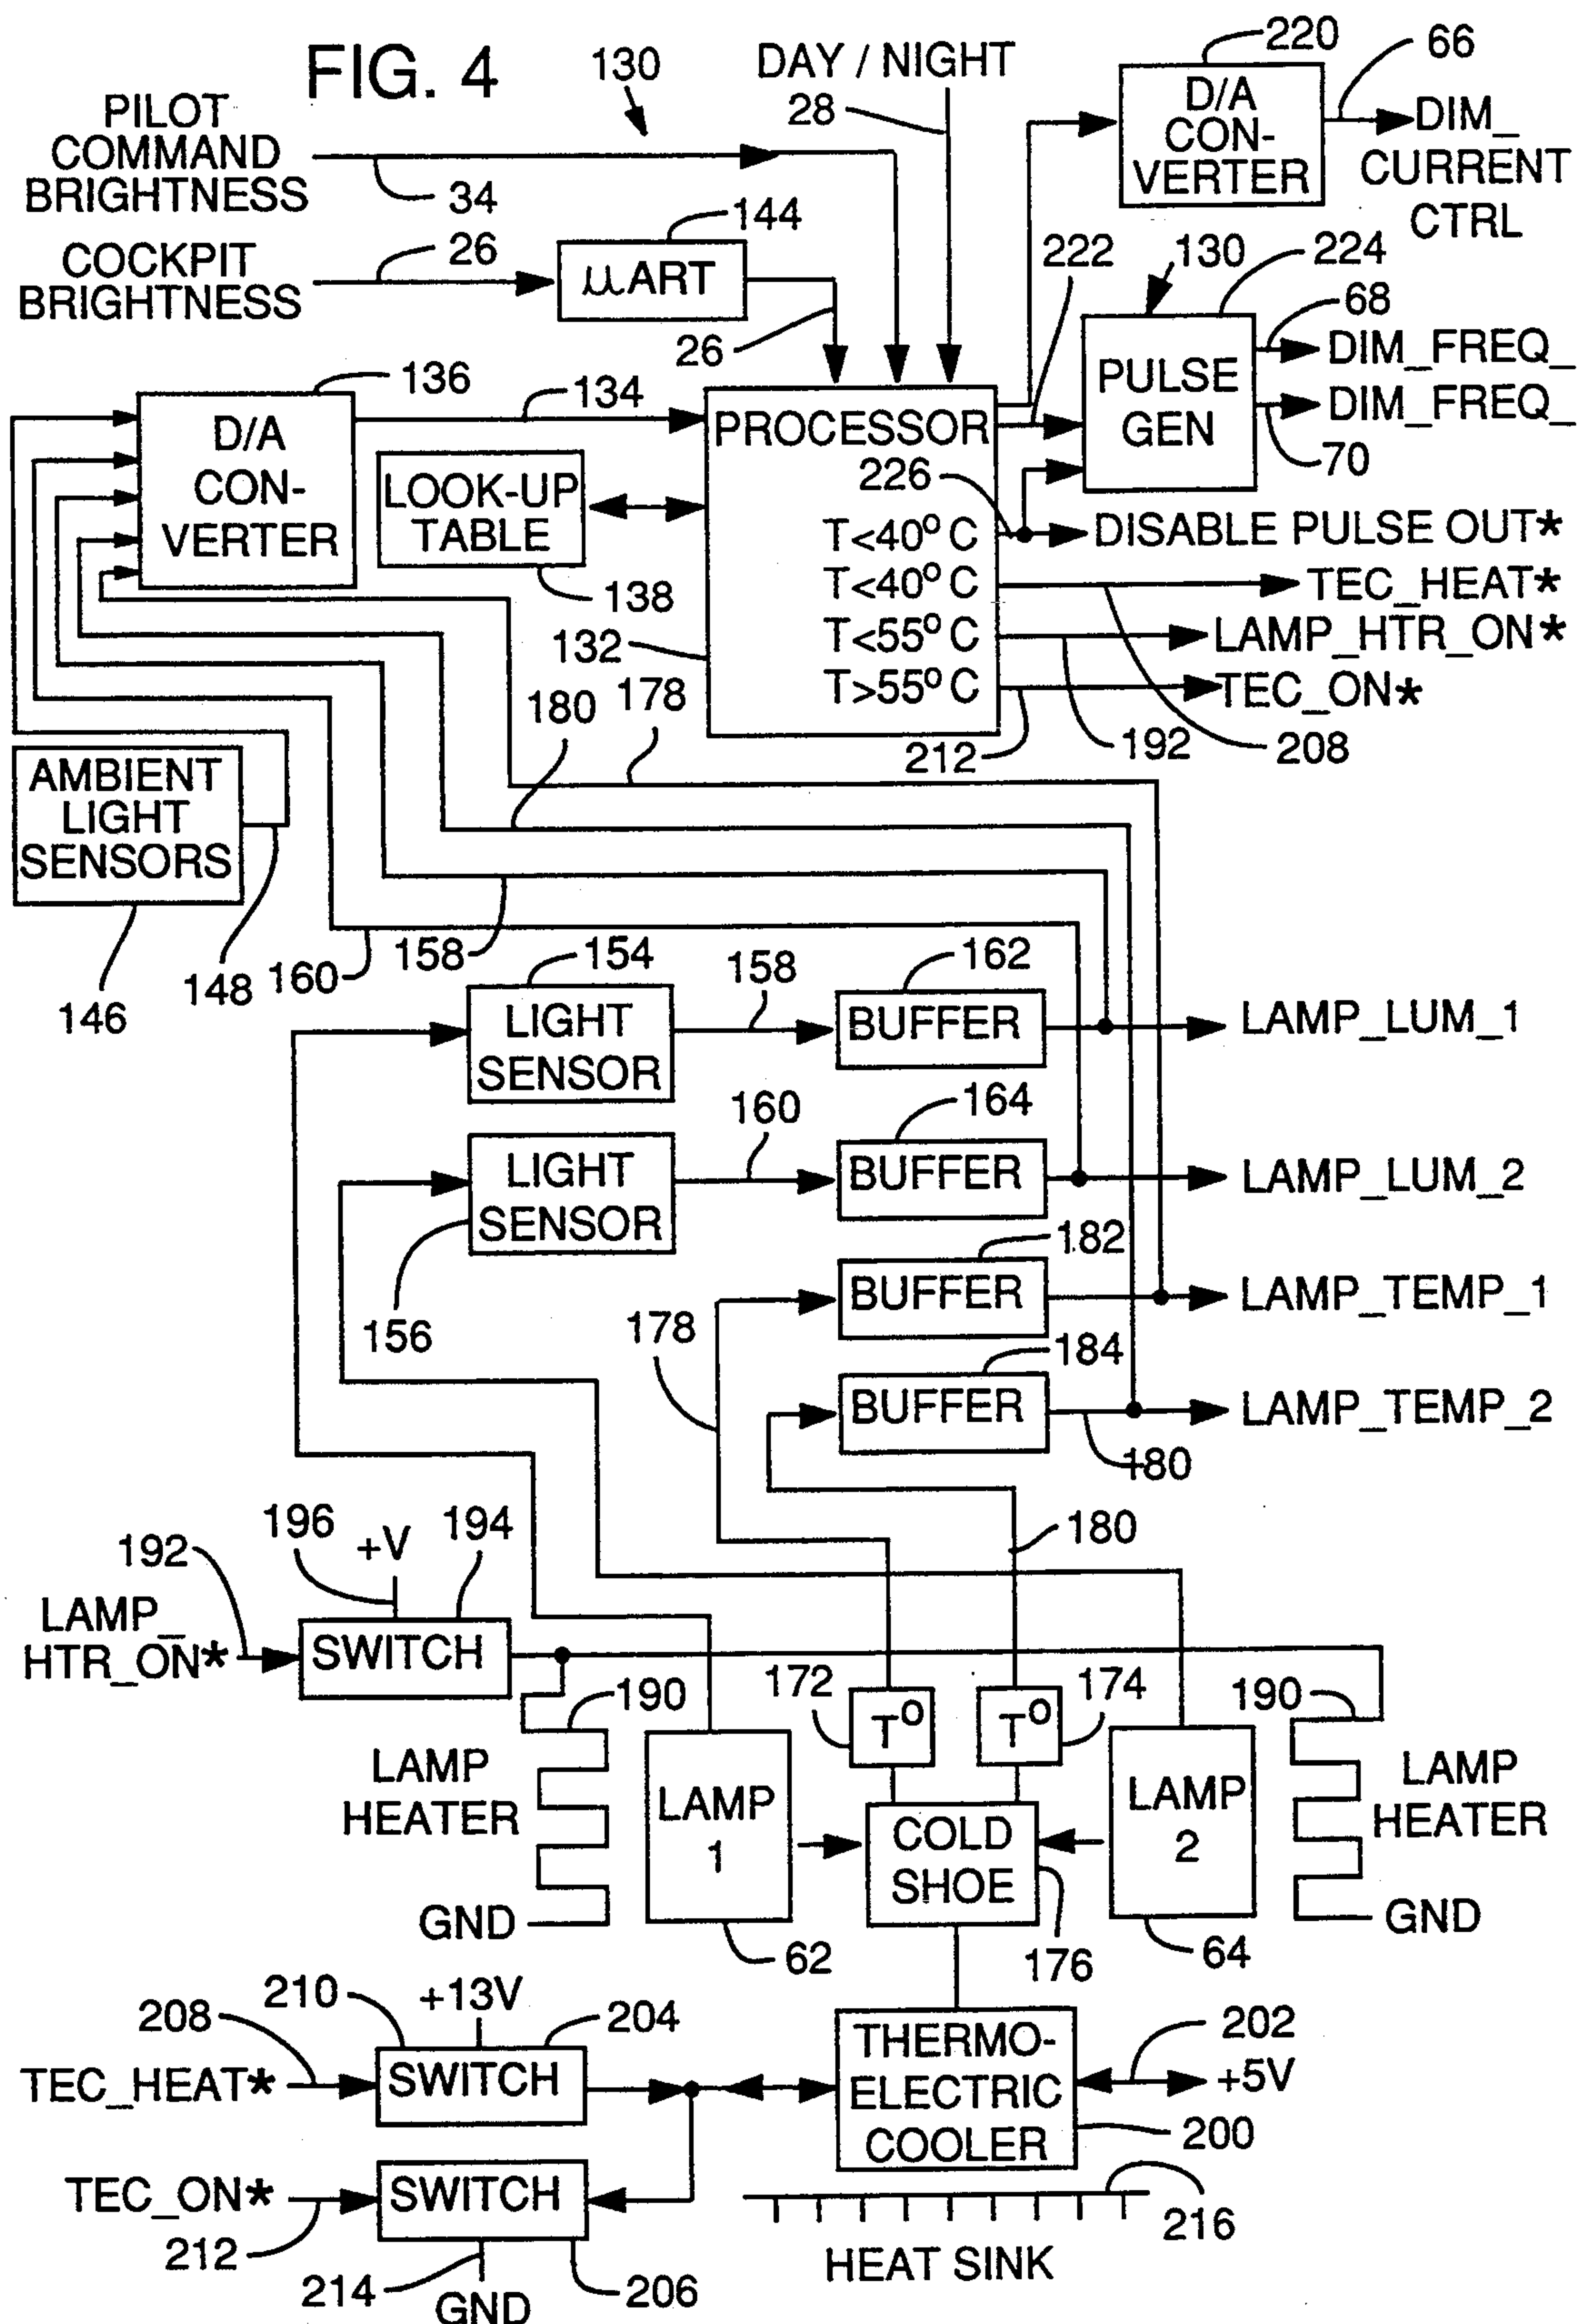 FIG. 4
130
DAY / NIGHT
28
220
66
D/A
CON-
VERTER
DIM_
CURRENT
CTRL
PILOT
COMMAND
BRIGHTNESS
34
144
COCKPIT
BRIGHTNESS
26
μART
26
222
130
224
68
PULSE
GEN
DIM_FREQ_
DIM_FREQ_
70
136
134
D/A
CON-
VERTER
PROCESSOR
LOOK-UP
TABLE
138
226
T<40° C
DISABLE PULSE OUT*
T<40° C
TEC_HEAT*
132
T<55° C
LAMP_HTR_ON*
T>55° C
TEC_ON*
180
178
212
192
208
AMBIENT
LIGHT
SENSORS
146
148
160
158
154
158
162
LIGHT
SENSOR
BUFFER
LAMP_LUM_1
160
164
LIGHT
SENSOR
BUFFER
LAMP_LUM_2
156
182
BUFFER
LAMP_TEMP_1
178
184
BUFFER
LAMP_TEMP_2
180
180
192
196
+V
194
LAMP_
HTR_ON*
SWITCH
190
172
T°
T°
174
190
LAMP
HEATER
LAMP
1
COLD
SHOE
LAMP
2
LAMP
HEATER
GND
62
176
64
GND
210
+13V
204
208
TEC_HEAT*
SWITCH
THERMO-
ELECTRIC
COOLER
202
+5V
200
TEC_ON*
SWITCH
212
214
GND
206
216
HEAT SINK